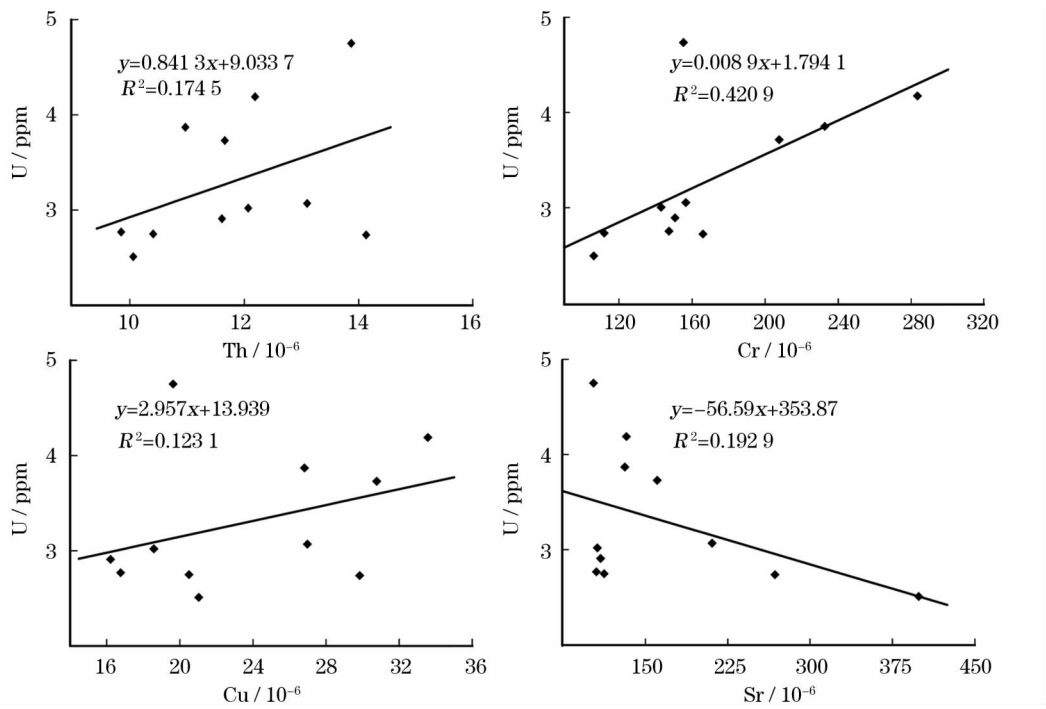 5
4
3
U / ppm
y=0.841 3x+9.033 7
R²=0.174 5
10 12 14 16
Th / 10⁻⁶
5
4
3
U / ppm
y=0.008 9x+1.794 1
R²=0.420 9
120 160 200 240 280 320
Cr / 10⁻⁶
5
4
3
U / ppm
y=2.957x+13.939
R²=0.123 1
16 20 24 28 32 36
Cu / 10⁻⁶
5
4
3
U / ppm
y=−56.59x+353.87
R²=0.192 9
150 225 300 375 450
Sr / 10⁻⁶